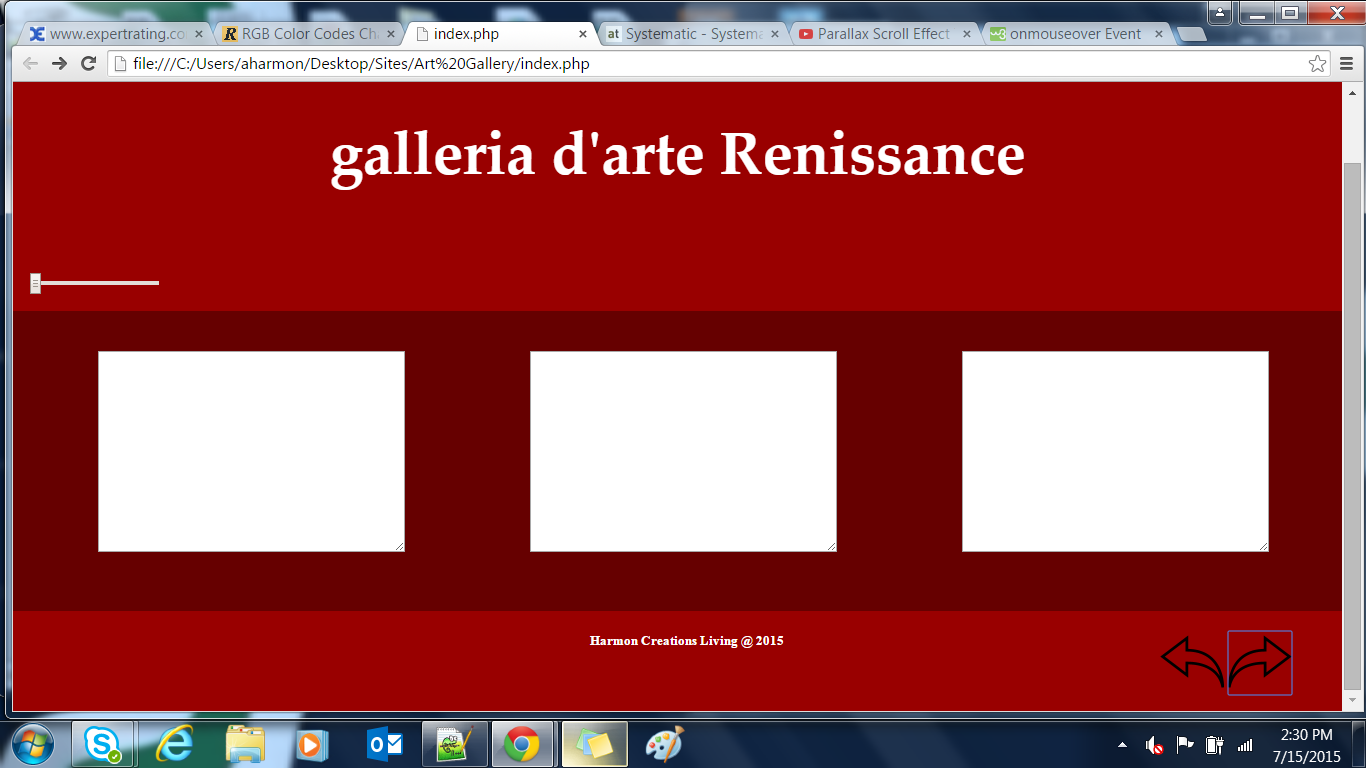 www.expertrating.co
RGB Color Codes Cha
index.php
Systematic - Systema
Parallax Scroll Effect
onmouseover Event
file:///C:/Users/aharmon/Desktop/Sites/Art%20Gallery/index.php
galleria d'arte Renissance
Harmon Creations Living @ 2015
2:30 PM
7/15/2015